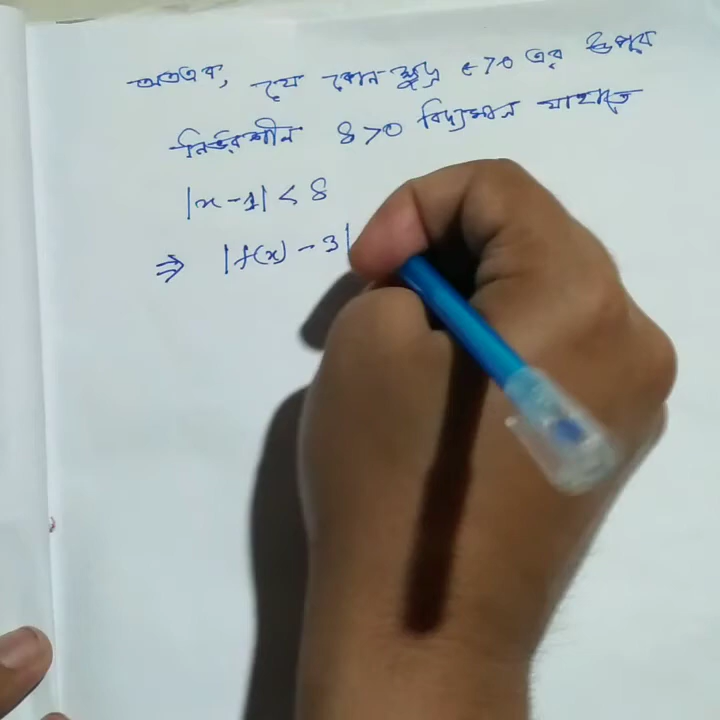 অতএব, যে কোন ক্ষুদ্র ϵ>0 এর উপর
নির্ভরশীল δ>0 বিদ্যমান যাহাতে
|x-1| < δ
⇒ |f(x) - 3|